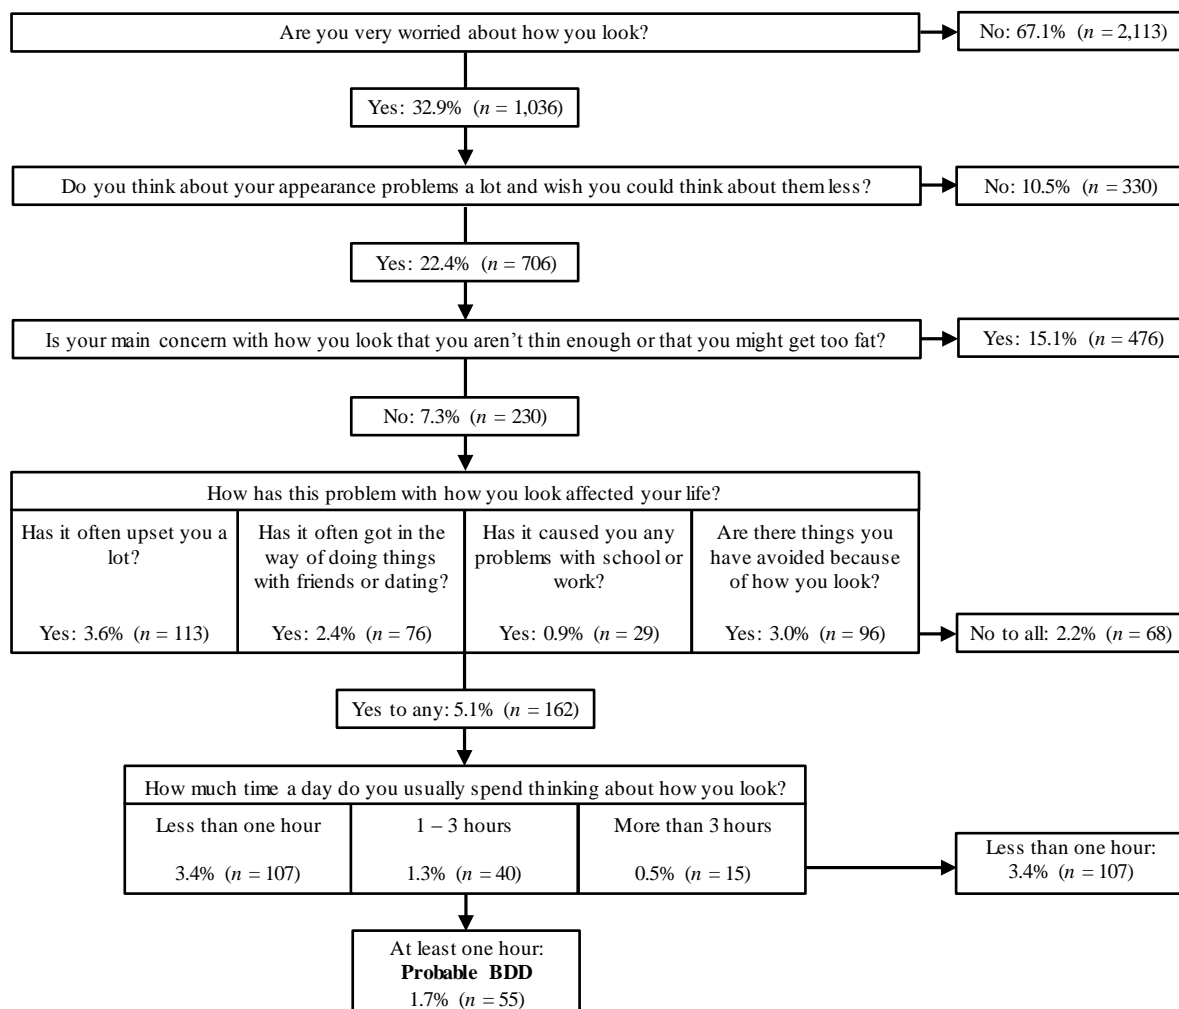 Are you very worried about how you look?
No: 67.1% (n = 2,113)
Yes: 32.9% (n = 1,036)
Do you think about your appearance problems a lot and wish you could think about them less?
No: 10.5% (n = 330)
Yes: 22.4% (n = 706)
Is your main concern with how you look that you aren’t thin enough or that you might get too fat?
Yes: 15.1% (n = 476)
No: 7.3% (n = 230)
How has this problem with how you look affected your life?
Has it often upset you a
lot?
Yes: 3.6% (n = 113)
Has it often got in the
way of doing things
with friends or dating?
Yes: 2.4% (n = 76)
Has it caused you any
problems with school or
work?
Yes: 0.9% (n = 29)
Are there things you
have avoided because
of how you look?
Yes: 3.0% (n = 96)
No to all: 2.2% (n = 68)
Yes to any: 5.1% (n = 162)
How much time a day do you usually spend thinking about how you look?
Less than one hour
3.4% (n = 107)
1 – 3 hours
1.3% (n = 40)
More than 3 hours
0.5% (n = 15)
Less than one hour:
3.4% (n = 107)
At least one hour:
Probable BDD
1.7% (n = 55)